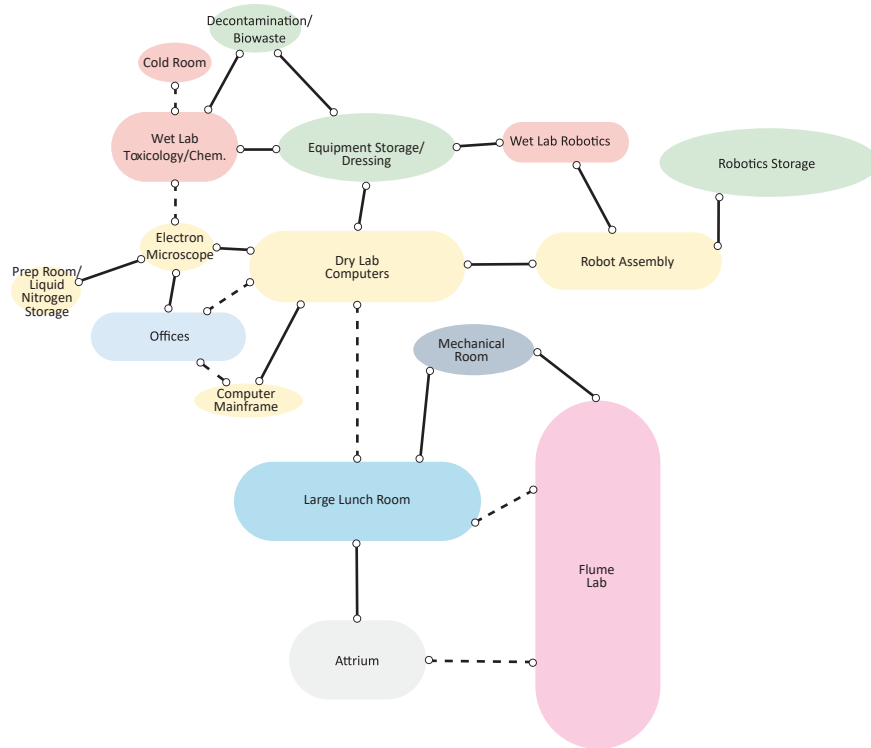 Decontamination/
Biowaste
Cold Room
Wet Lab
Toxicology/Chem.
Equipment Storage/
Dressing
Wet Lab Robotics
Robotics Storage
Electron
Microscope
Prep Room/
Liquid
Nitrogen
Storage
Dry Lab
Computers
Robot Assembly
Offices
Mechanical
Room
Computer
Mainframe
Large Lunch Room
Flume
Lab
Attrium